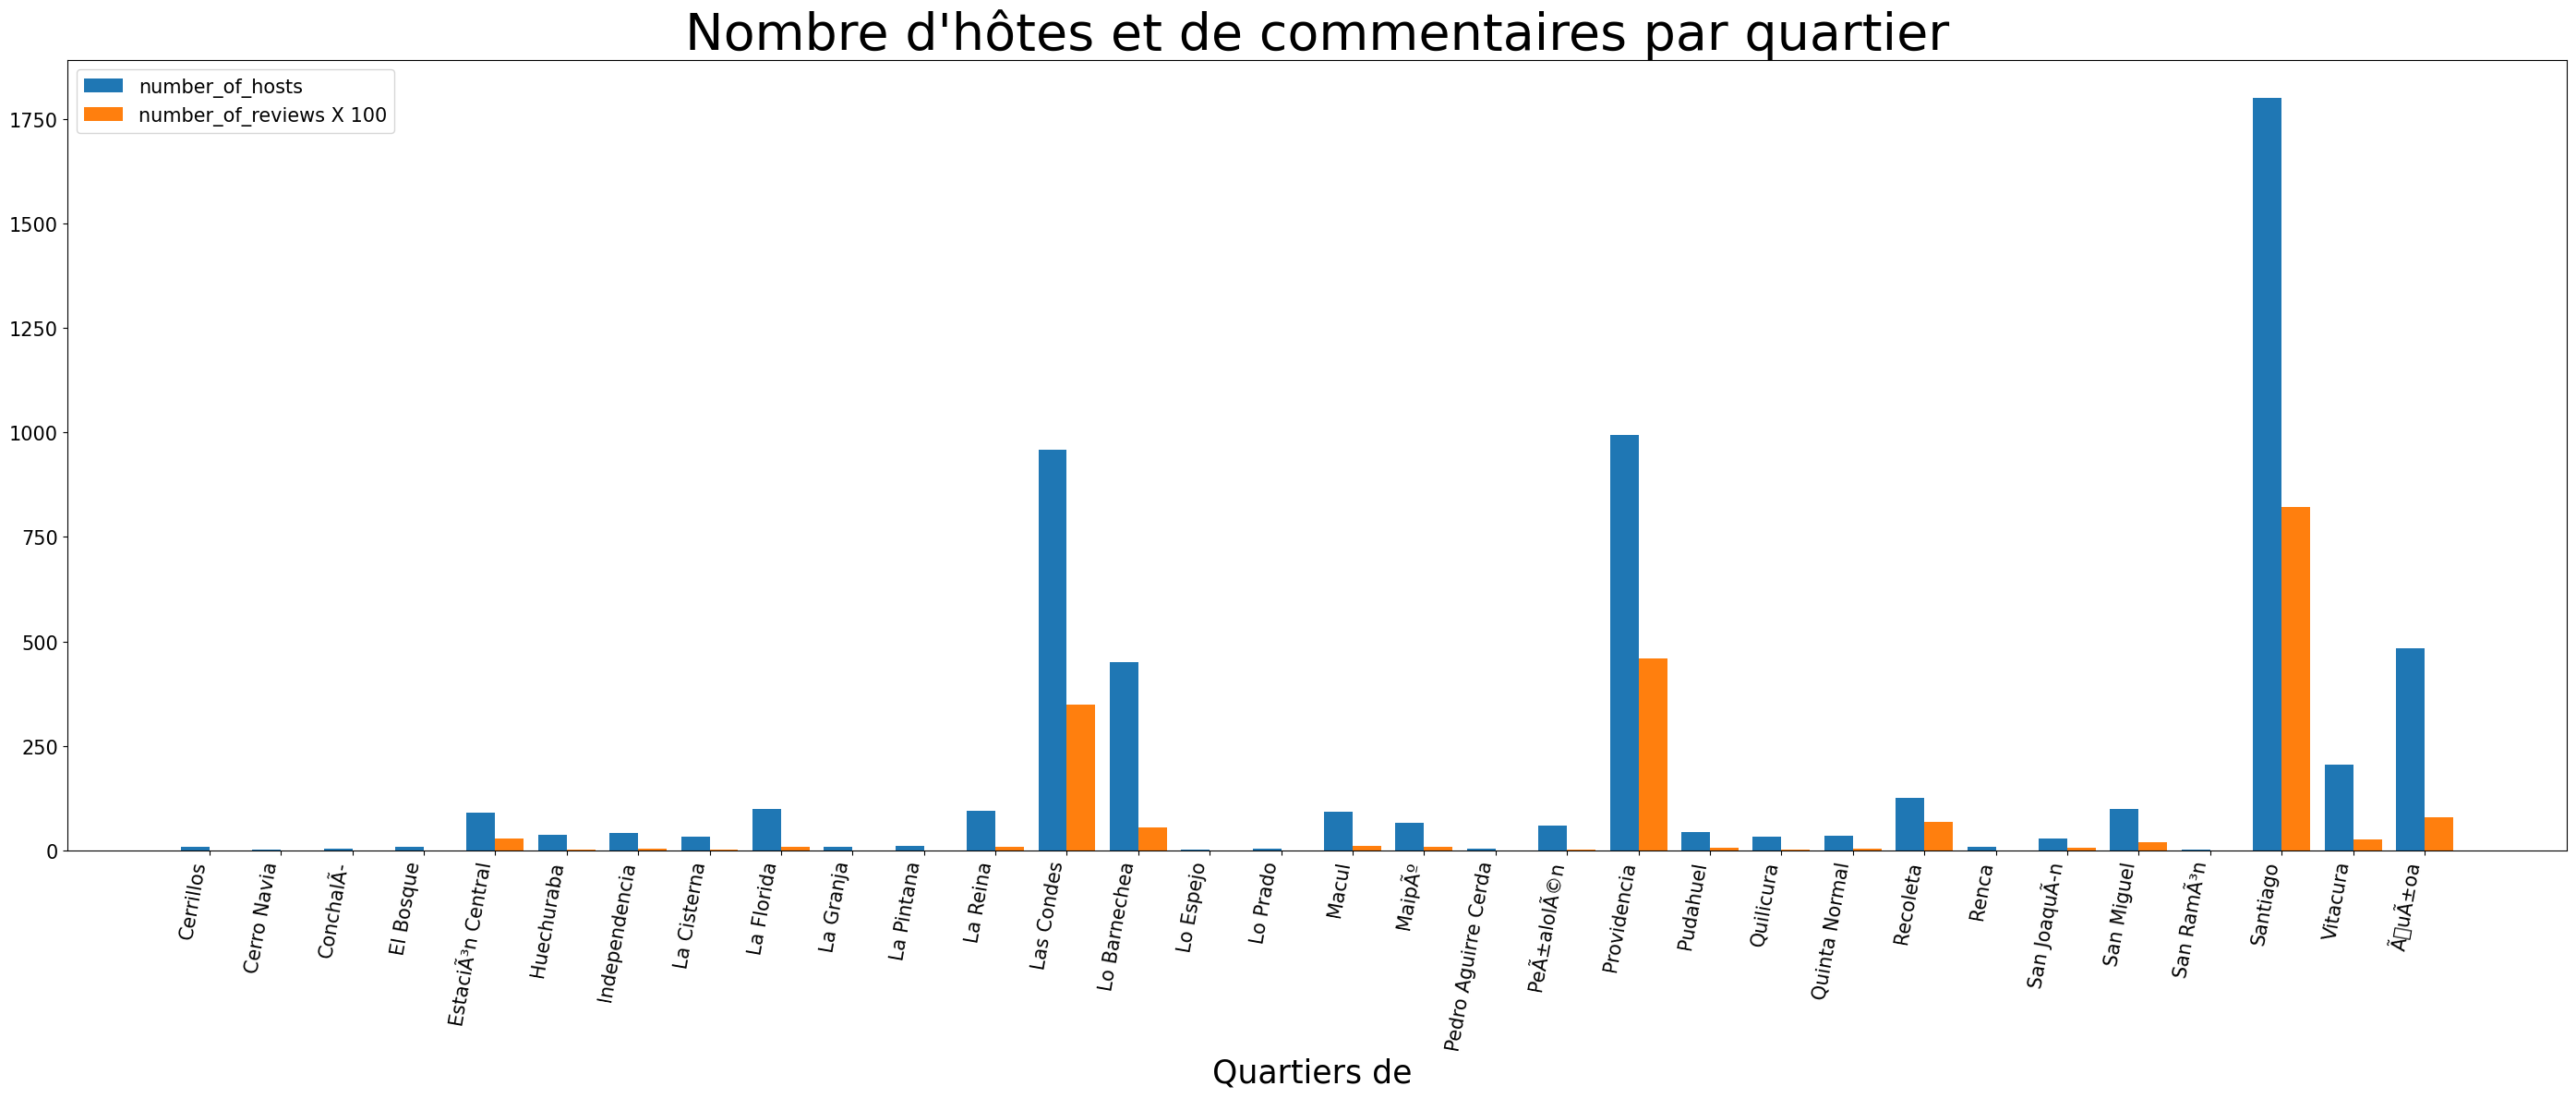 Nombre d'hôtes et de commentaires par quartier
number_of_hosts
number_of_reviews X 100
1750
1500
1250
1000
750
500
250
0
Cerrillos
Cerro Navia
ConchalÃ-
El Bosque
EstaciÃ³n Central
Huechuraba
Independencia
La Cisterna
La Florida
La Granja
La Pintana
La Reina
Las Condes
Lo Barnechea
Lo Espejo
Lo Prado
Macul
MaipÃº
Pedro Aguirre Cerda
PeÃ±alolÃ©n
Providencia
Pudahuel
Quilicura
Quinta Normal
Recoleta
Renca
San JoaquÃ-n
San Miguel
San RamÃ³n
Santiago
Vitacura
Ã▯uÃ±oa
Quartiers de